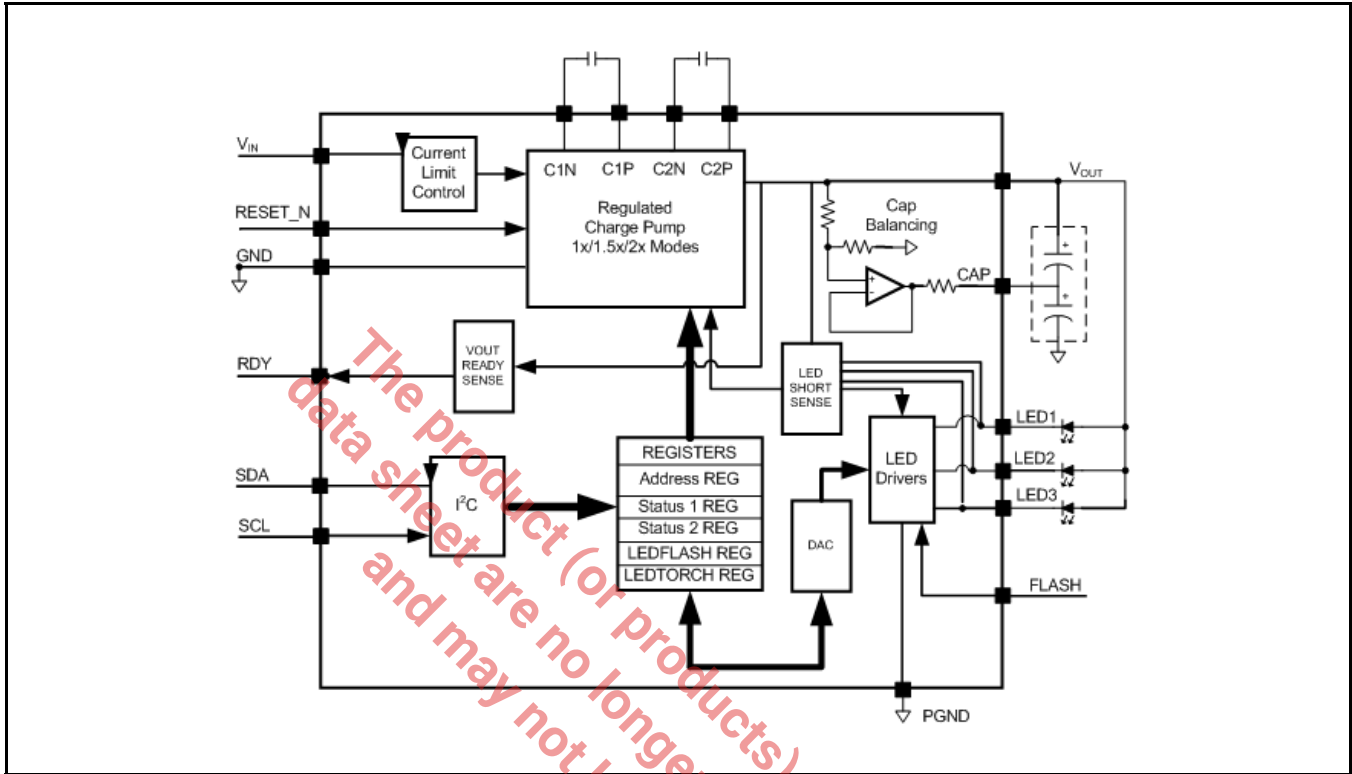 V_IN
Current
Limit
Control
C1N C1P C2N C2P
Regulated
Charge Pump
1x/1.5x/2x Modes
V_OUT
Cap
Balancing
RESET_N
GND
CAP
RDY
VOUT
READY
SENSE
LED
SHORT
SENSE
LED1
LED2
LED3
LED
Drivers
REGISTERS
Address REG
Status 1 REG
Status 2 REG
LEDFLASH REG
LEDTORCH REG
SDA
I²C
SCL
DAC
FLASH
PGND
The product (or products)
data sheet are no longer
and may not